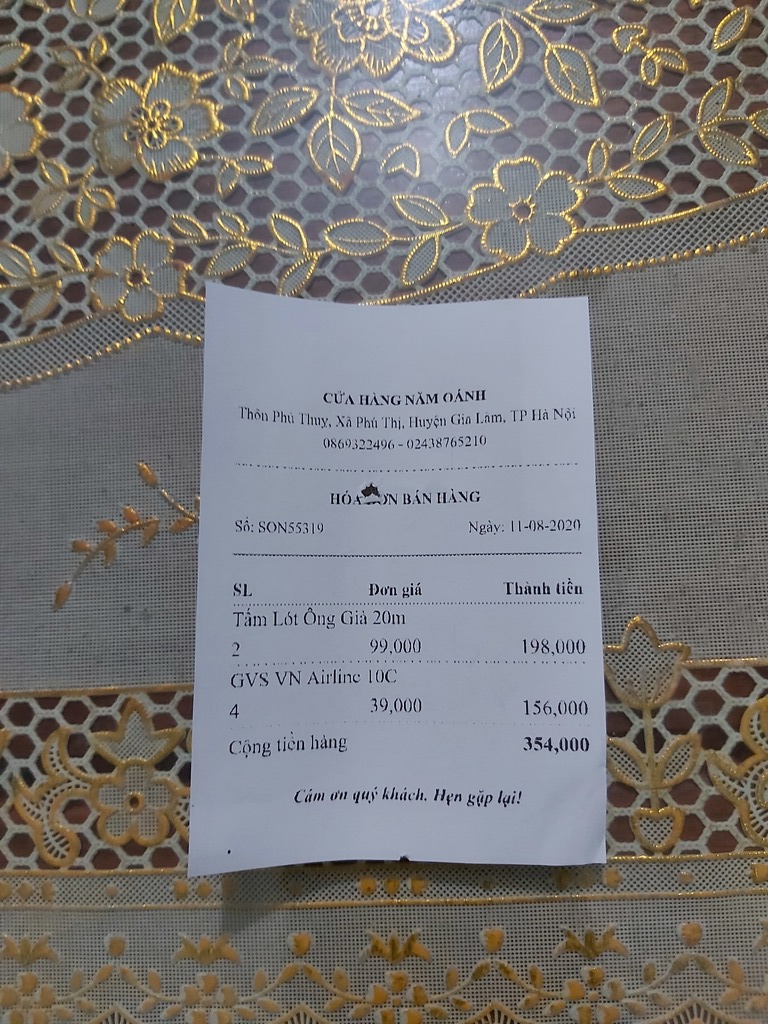 CỬA HÀNG NĂM OÁNH
Thôn Phú Thụy, Xã Phú Thị, Huyện Gia Lâm, TP Hà Nội
0869322496 - 02438765210
HÓA ĐƠN BÁN HÀNG
Số: SON55319 Ngày: 11-08-2020
SL Đơn giá Thành tiền
Tấm Lót Ông Già 20m
2 99,000 198,000
GVS VN Airline 10C
4 39,000 156,000
Cộng tiền hàng 354,000
Cám ơn quý khách. Hẹn gặp lại!